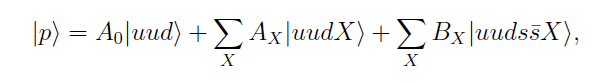 |p⟩ = A₀|uud⟩ + ∑_X A_X|uudX⟩ + ∑_X B_X|uuds s̄X⟩,